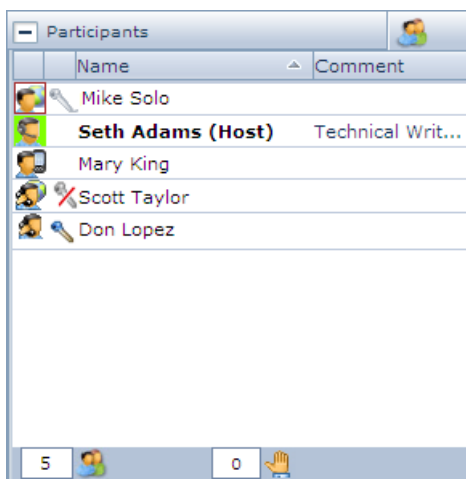 Participants
Name Comment
Mike Solo
Seth Adams (Host) Technical Writ...
Mary King
Scott Taylor
Don Lopez
5 0